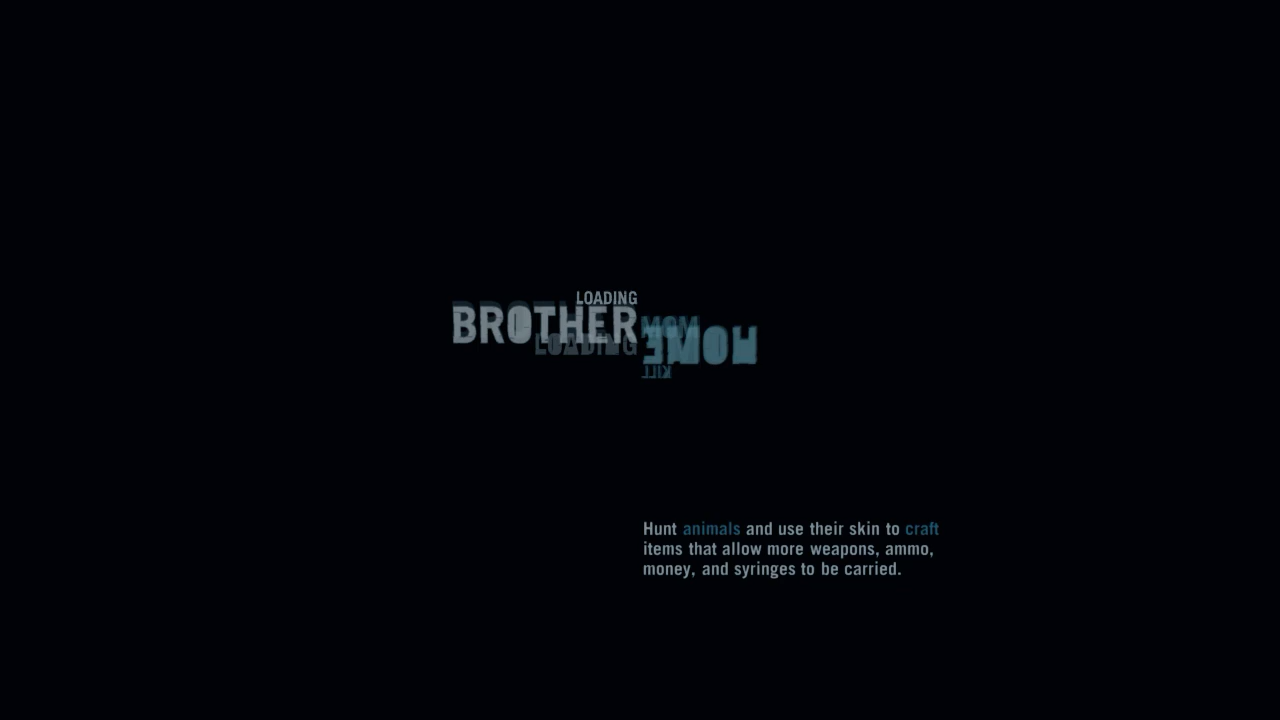 LOADING
BROTHER
LOADING
MOM
HOME
KILL
Hunt animals and use their skin to craft
items that allow more weapons, ammo,
money, and syringes to be carried.